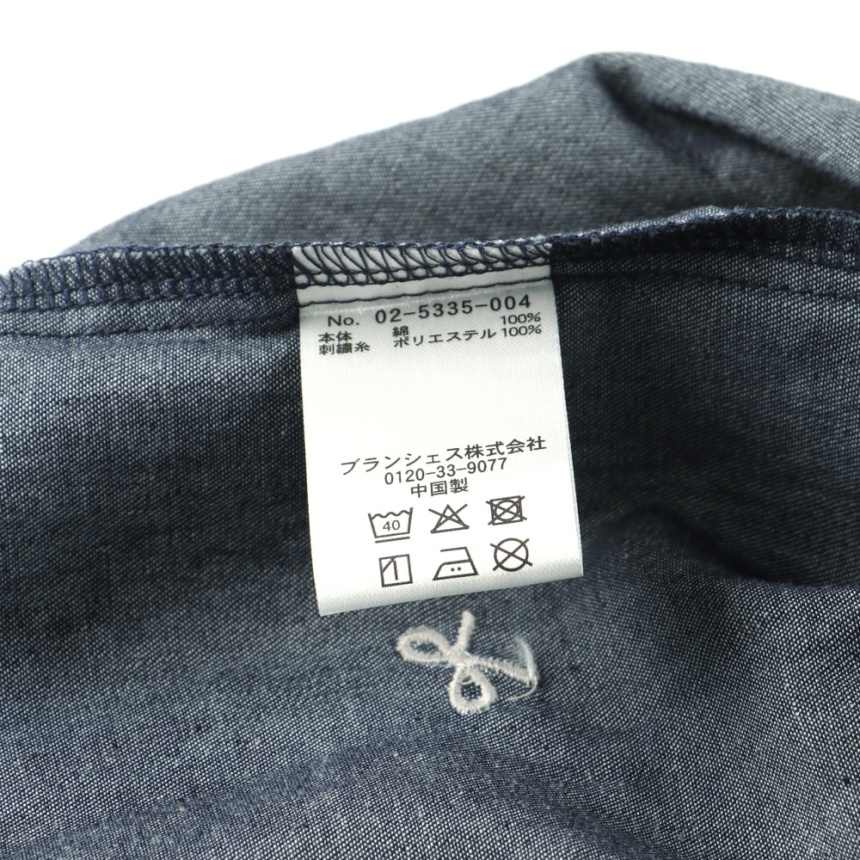 No. 02-5335-004
本体 綿 100%
刺繍糸 ポリエステル 100%
ブランシェス株式会社
0120-33-9077
中国製
40